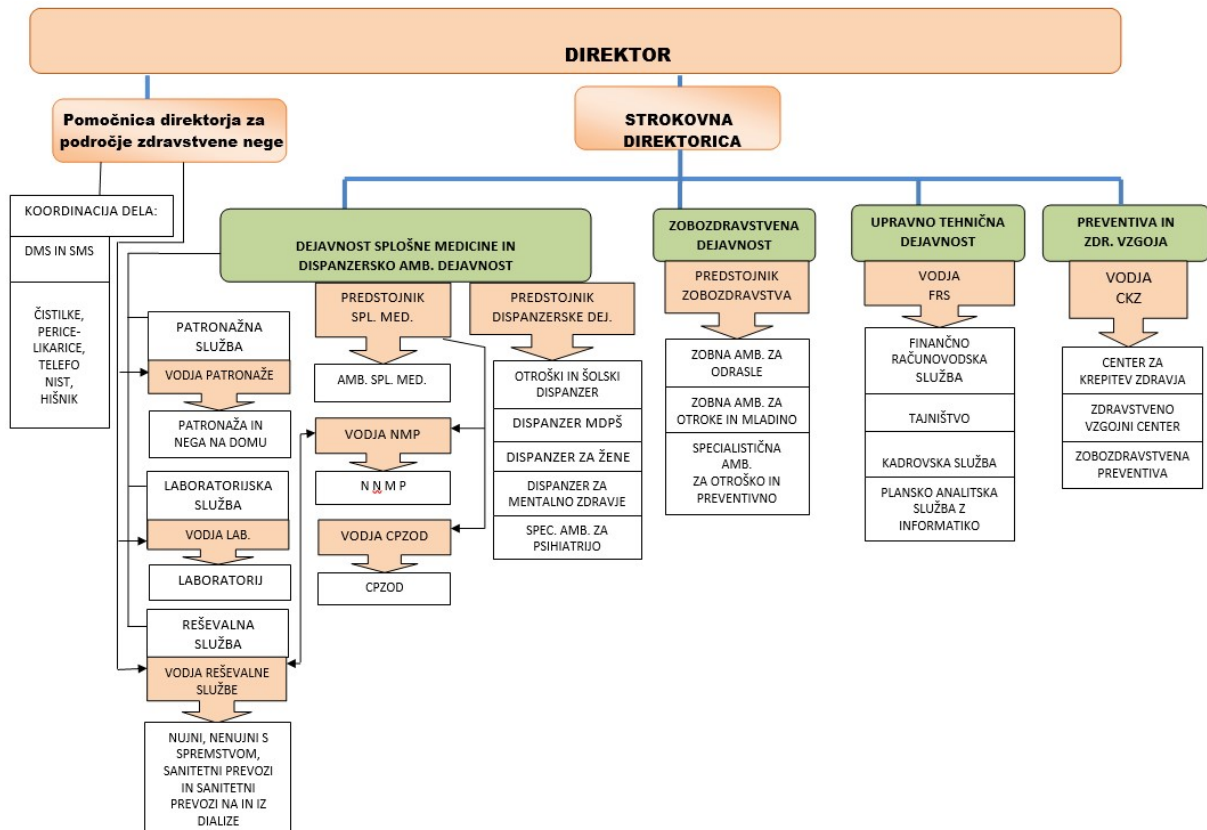 DIREKTOR
Pomočnica direktorja za
področje zdravstvene nege
STROKOVNA
DIREKTORICA
KOORDINACIJA DELA:
DMS IN SMS
ČISTILKE,
PERICE-
LIKARICE,
TELEFO
NIST,
HIŠNIK
DEJAVNOST SPLOŠNE MEDICINE IN
DISPANZERSKO AMB. DEJAVNOST
PATRONAŽNA
SLUŽBA
VODJA PATRONAŽE
PATRONAŽA IN
NEGA NA DOMU
LABORATORIJSKA
SLUŽBA
VODJA LAB.
LABORATORIJ
REŠEVALNA
SLUŽBA
VODJA REŠEVALNE
SLUŽBE
NUJNI, NENUJNI S
SPREMSTVOM,
SANITETNI PREVOZI
IN SANITETNI
PREVOZI NA IN IZ
DIALIZE
PREDSTOJNIK
SPL. MED.
AMB. SPL. MED.
VODJA NMP
N N M P
VODJA CPZOD
CPZOD
PREDSTOJNIK
DISPANZERSKE DEJ.
OTROŠKI IN ŠOLSKI
DISPANZER
DISPANZER MDPŠ
DISPANZER ZA ŽENE
DISPANZER ZA
MENTALNO ZDRAVJE
SPEC. AMB. ZA
PSIHIATRIJO
ZOBOZDRAVSTVENA
DEJAVNOST
PREDSTOJNIK
ZOBOZDRAVSTVA
ZOBNA AMB. ZA
ODRASLE
ZOBNA AMB. ZA
OTROKE IN MLADINO
SPECIALISTIČNA
AMB.
ZA OTROŠKO IN
PREVENTIVNO
UPRAVNO TEHNIČNA
DEJAVNOST
VODJA
FRS
FINANČNO
RAČUNOVODSKA
SLUŽBA
TAJNIŠTVO
KADROVSKA SLUŽBA
PLANSKO ANALITSKA
SLUŽBA Z
INFORMATIKO
PREVENTIVA IN
ZDR. VZGOJA
VODJA
CKZ
CENTER ZA
KREPITEV ZDRAVJA
ZDRAVSTVENO
VZGOJNI CENTER
ZOBOZDRAVSTVENA
PREVENTIVA